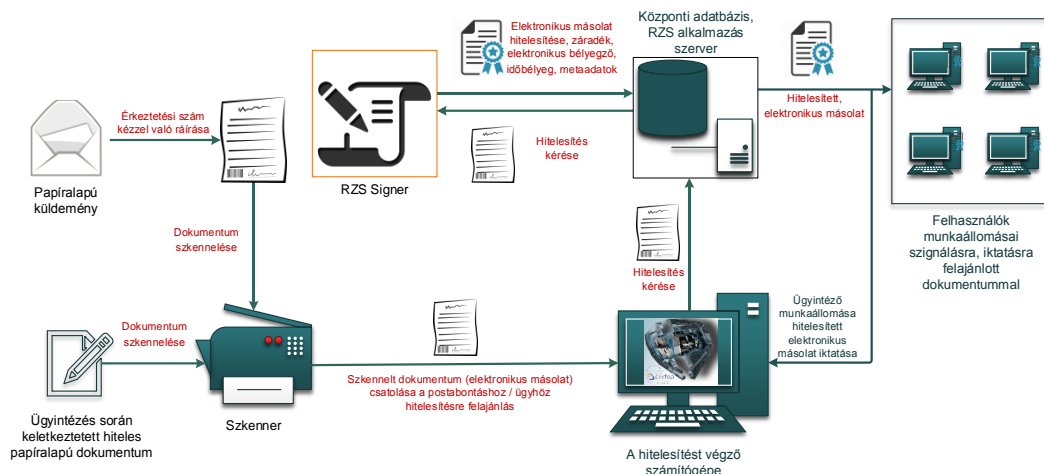 Elektronikus másolat
hitelesítése, záradék,
elektronikus bélyegző,
időbélyeg, metaadatok
Központi adatbázis,
RZS alkalmazás
szerver
Érkeztetési szám
kézzel való ráírása
Hitelesített,
elektronikus másolat
Hitelesítés
kérése
Papíralapú
küldemény
RZS Signer
Felhasználók
munkaállomásai
szignálásra, iktatásra
felajánlott
dokumentummal
Dokumentum
szkennelése
Hitelesítés
kérése
Dokumentum
szkennelése
Ügyintéző
munkaállomása
hitelesített
elektronikus
másolat iktatása
Szkennelt dokumentum (elektronikus másolat)
csatolása a postabontáshoz / ügyhöz
hitelesítésre felajánlás
Ügyintézés során
keletkeztetett hiteles
papíralapú dokumentum
Szkenner
A hitelesítést végző
számítógépe